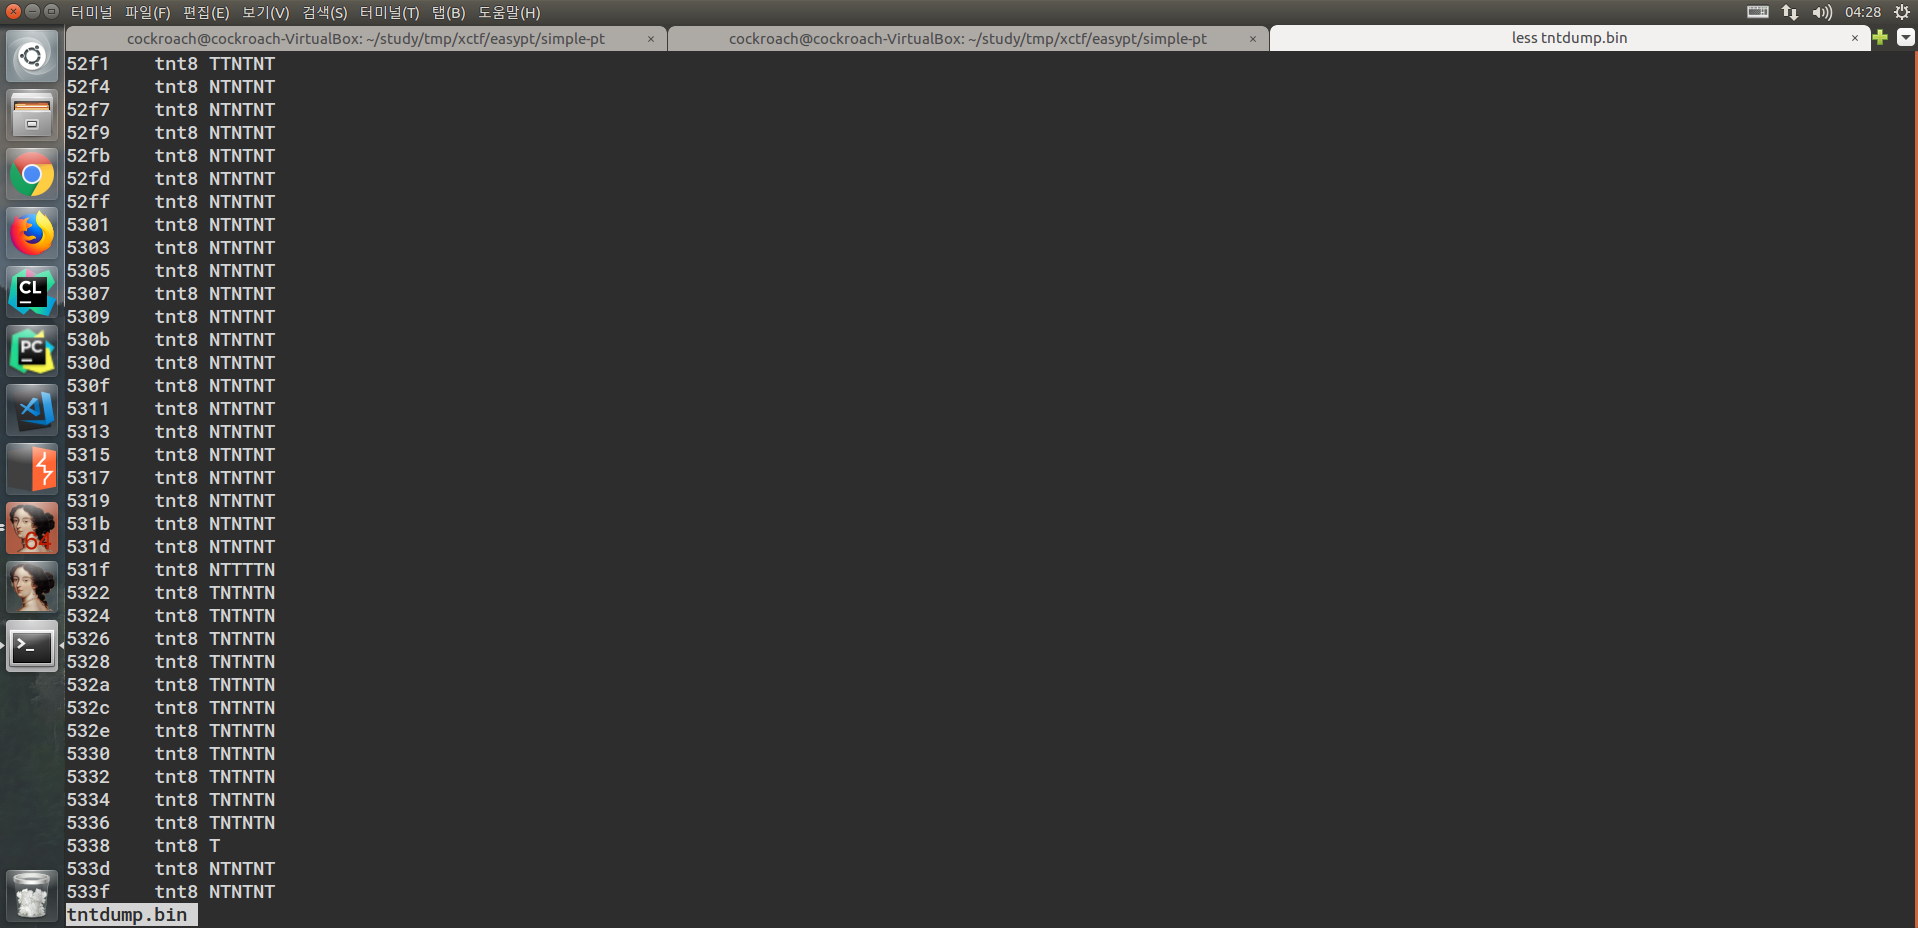 터미널 파일(F) 편집(E) 보기(V) 검색(S) 터미널(T) 탭(B) 도움말(H) 04:28
cockroach@cockroach-VirtualBox: ~/study/tmp/xctf/easypt/simple-pt × cockroach@cockroach-VirtualBox: ~/study/tmp/xctf/easypt/simple-pt × less tntdump.bin ×
52f1 tnt8 TTNTNT
52f4 tnt8 NTNTNT
52f7 tnt8 NTNTNT
52f9 tnt8 NTNTNT
52fb tnt8 NTNTNT
52fd tnt8 NTNTNT
52ff tnt8 NTNTNT
5301 tnt8 NTNTNT
5303 tnt8 NTNTNT
5305 tnt8 NTNTNT
5307 tnt8 NTNTNT
5309 tnt8 NTNTNT
530b tnt8 NTNTNT
530d tnt8 NTNTNT
530f tnt8 NTNTNT
5311 tnt8 NTNTNT
5313 tnt8 NTNTNT
5315 tnt8 NTNTNT
5317 tnt8 NTNTNT
5319 tnt8 NTNTNT
531b tnt8 NTNTNT
531d tnt8 NTNTNT
531f tnt8 NTTTTN
5322 tnt8 TNTNTN
5324 tnt8 TNTNTN
5326 tnt8 TNTNTN
5328 tnt8 TNTNTN
532a tnt8 TNTNTN
532c tnt8 TNTNTN
532e tnt8 TNTNTN
5330 tnt8 TNTNTN
5332 tnt8 TNTNTN
5334 tnt8 TNTNTN
5336 tnt8 TNTNTN
5338 tnt8 T
533d tnt8 NTNTNT
533f tnt8 NTNTNT
tntdump.bin
CL
PC
64